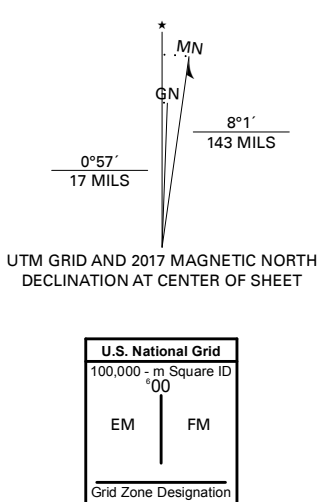 ★
MN
GN
8°1´
143 MILS
0°57´
17 MILS
UTM GRID AND 2017 MAGNETIC NORTH
DECLINATION AT CENTER OF SHEET
U.S. National Grid
100,000 - m Square ID
⁶00
EM FM
Grid Zone Designation